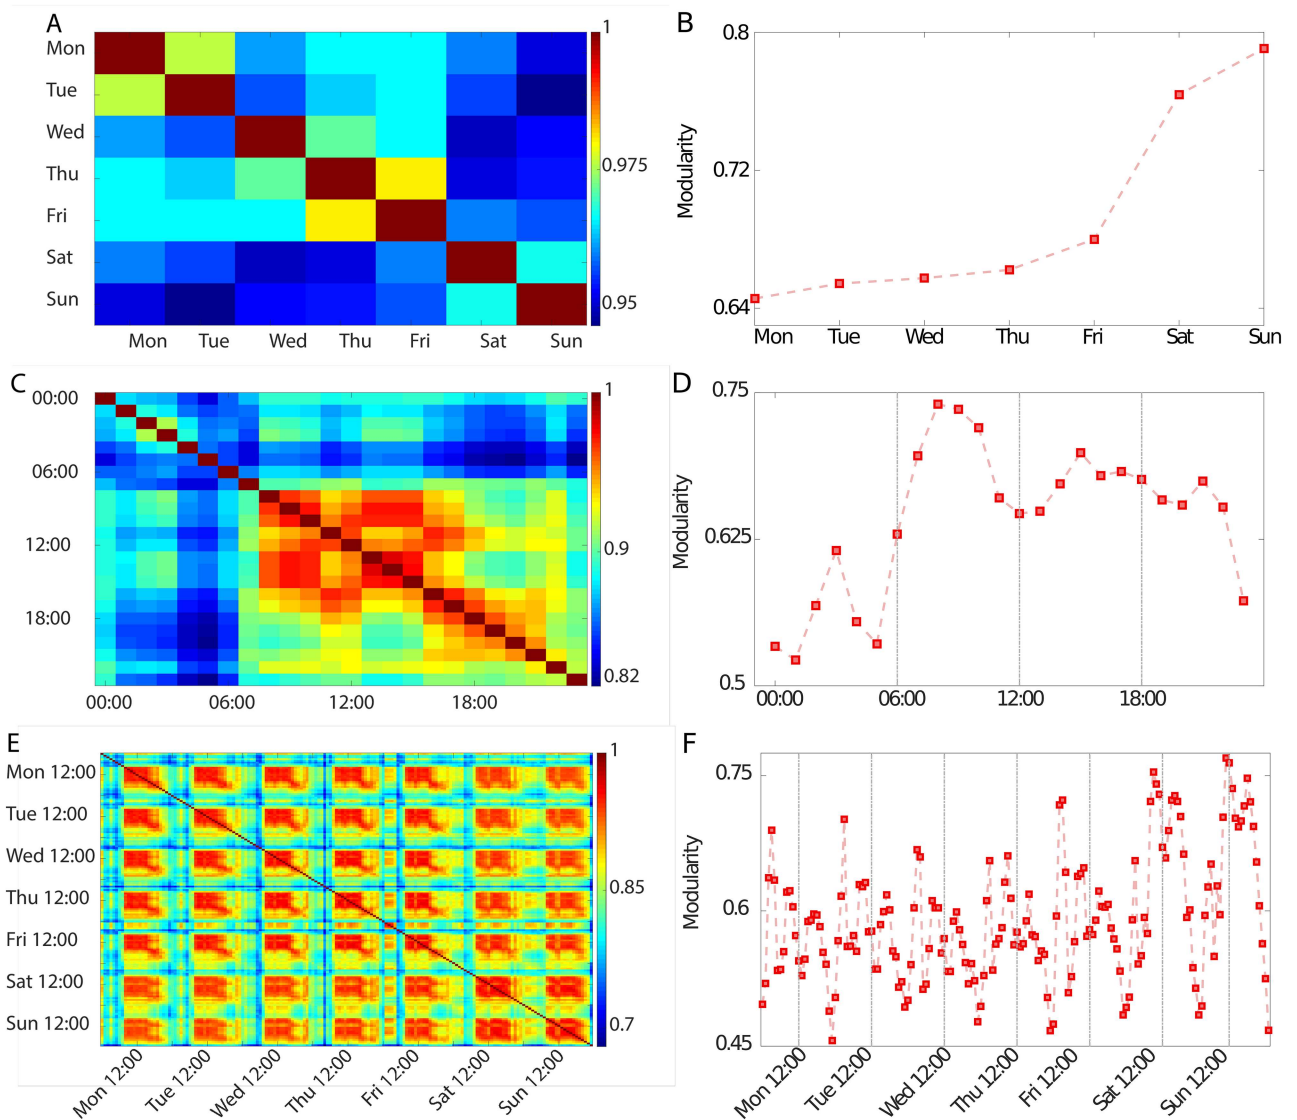 A
Mon
Tue
Wed
Thu
Fri
Sat
Sun
Mon Tue Wed Thu Fri Sat Sun
1
0.975
0.95
B
0.8
0.72
0.64
Modularity
Mon Tue Wed Thu Fri Sat Sun
C
00:00
06:00
12:00
18:00
00:00 06:00 12:00 18:00
1
0.9
0.82
D
0.75
0.625
0.5
Modularity
00:00 06:00 12:00 18:00
E
Mon 12:00
Tue 12:00
Wed 12:00
Thu 12:00
Fri 12:00
Sat 12:00
Sun 12:00
Mon 12:00 Tue 12:00 Wed 12:00 Thu 12:00 Fri 12:00 Sat 12:00 Sun 12:00
1
0.85
0.7
F
0.75
0.6
0.45
Modularity
Mon 12:00 Tue 12:00 Wed 12:00 Thu 12:00 Fri 12:00 Sat 12:00 Sun 12:00